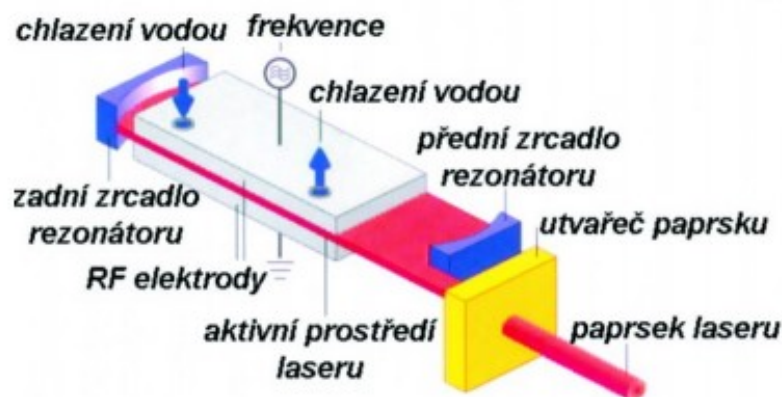 chlazení vodou
frekvence
chlazení vodou
přední zrcadlo
rezonátoru
zadní zrcadlo
rezonátoru
utvařeč paprsku
RF elektrody
aktivní prostředí
laseru
paprsek laseru